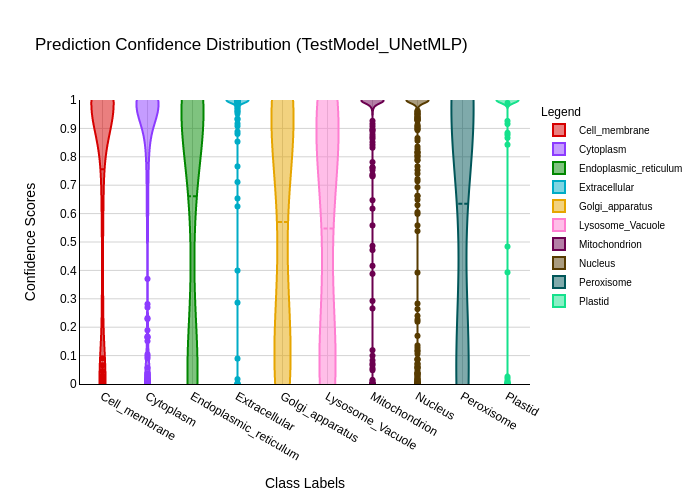 Prediction Confidence Distribution (TestModel_UNetMLP)
Confidence Scores
1
0.9
0.8
0.7
0.6
0.5
0.4
0.3
0.2
0.1
0
Cell_membrane
Cytoplasm
Endoplasmic_reticulum
Extracellular
Golgi_apparatus
Lysosome_Vacuole
Mitochondrion
Nucleus
Peroxisome
Plastid
Class Labels
Legend
Cell_membrane
Cytoplasm
Endoplasmic_reticulum
Extracellular
Golgi_apparatus
Lysosome_Vacuole
Mitochondrion
Nucleus
Peroxisome
Plastid